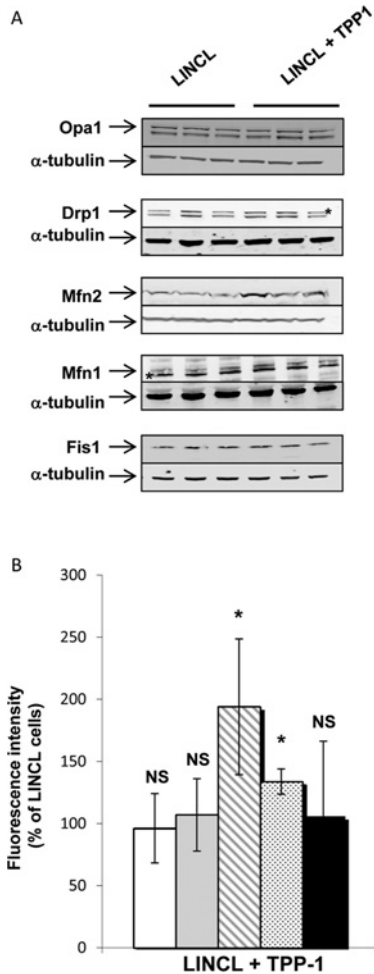 A
LINCL
LINCL + TPP1
Opa1
α-tubulin
Drp1
*
α-tubulin
Mfn2
α-tubulin
Mfn1
*
α-tubulin
Fis1
α-tubulin
B
Fluorescence intensity
(% of LINCL cells)
300
250
200
150
100
50
0
NS
NS
*
*
NS
LINCL + TPP-1